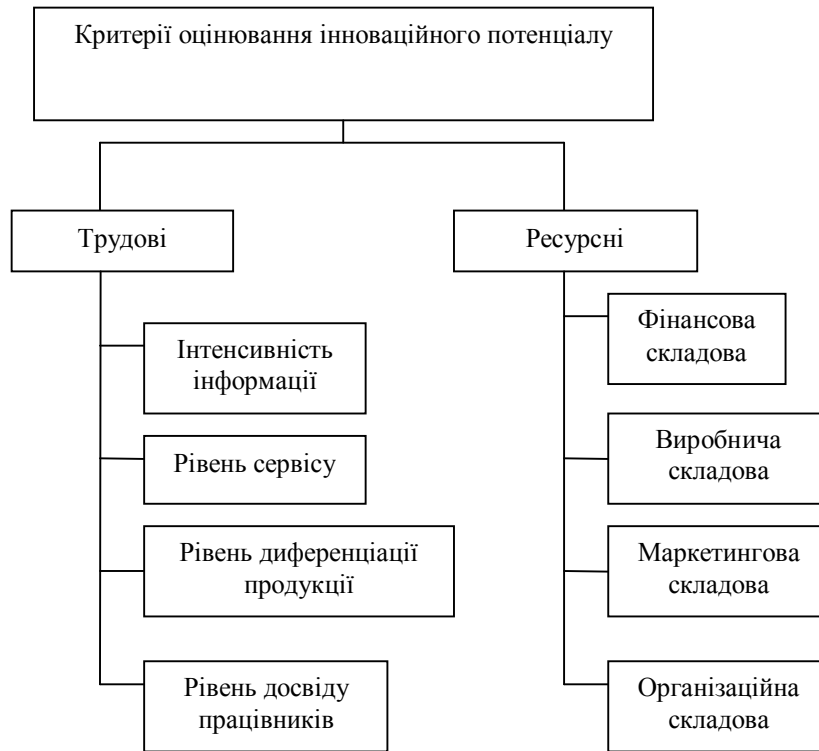 Критерії оцінювання інноваційного потенціалу
Трудові
Ресурсні
Інтенсивність
інформації
Рівень сервісу
Рівень диференціації
продукції
Рівень досвіду
працівників
Фінансова
складова
Виробнича
складова
Маркетингова
складова
Організаційна
складова